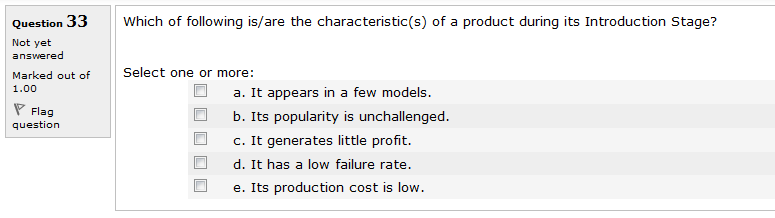 Question 33
Not yet
answered
Marked out of
1.00
Flag
question
Which of following is/are the characteristic(s) of a product during its Introduction Stage?
Select one or more:
a. It appears in a few models.
b. Its popularity is unchallenged.
c. It generates little profit.
d. It has a low failure rate.
e. Its production cost is low.